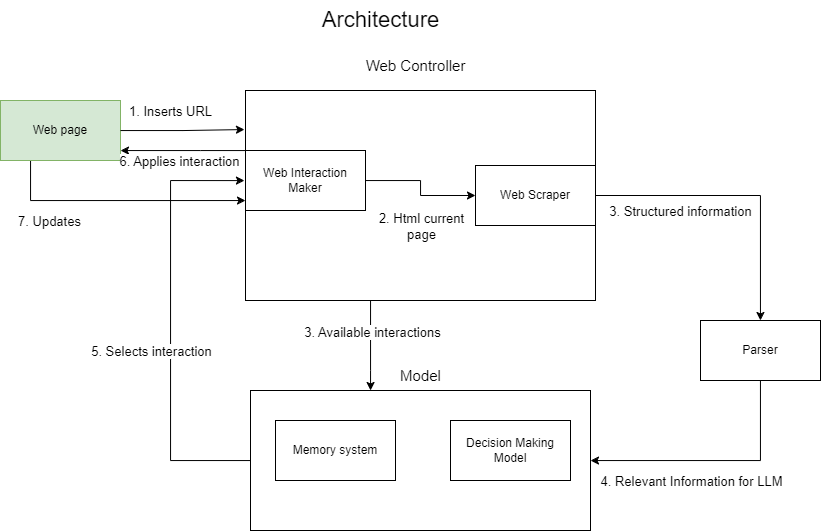 Architecture
Web Controller
1. Inserts URL
Web page
6. Applies interaction
Web Interaction
Maker
Web Scraper
2. Html current
page
3. Structured information
7. Updates
3. Available interactions
5. Selects interaction
Parser
Model
Memory system
Decision Making
Model
4. Relevant Information for LLM